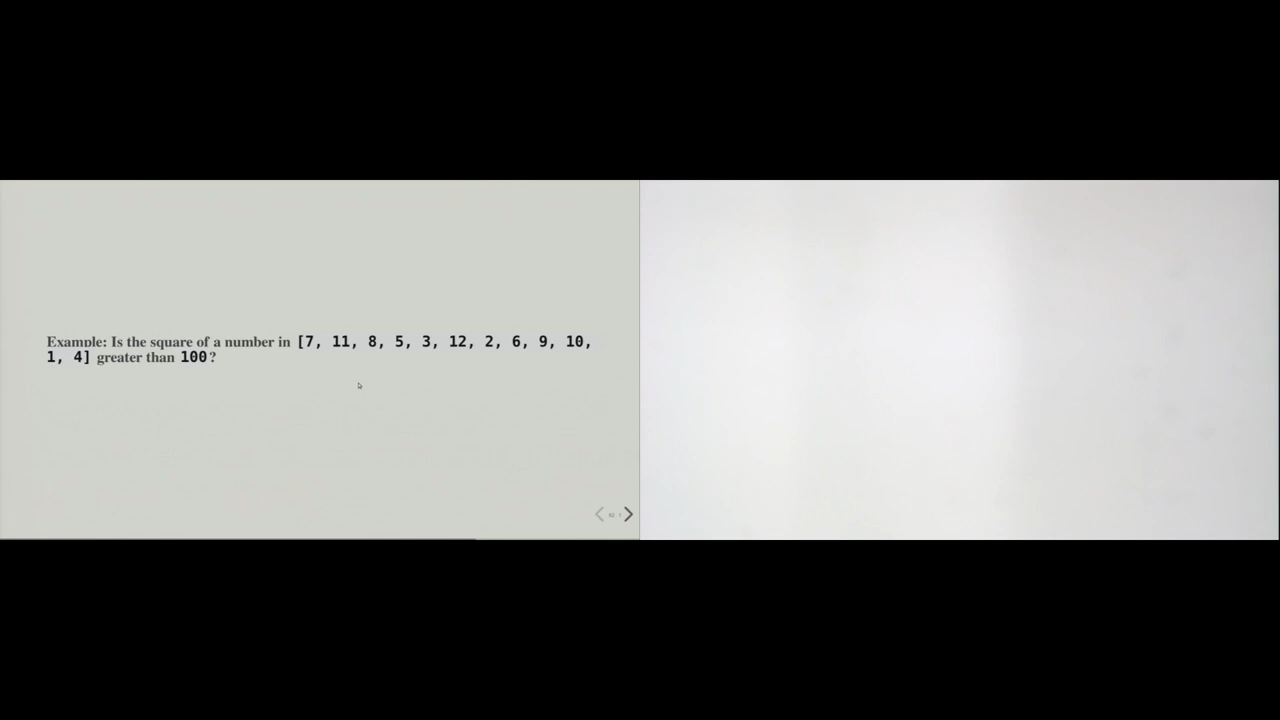 Example: Is the square of a number in [7, 11, 8, 5, 3, 12, 2, 6, 9, 10,
1, 4] greater than 100?